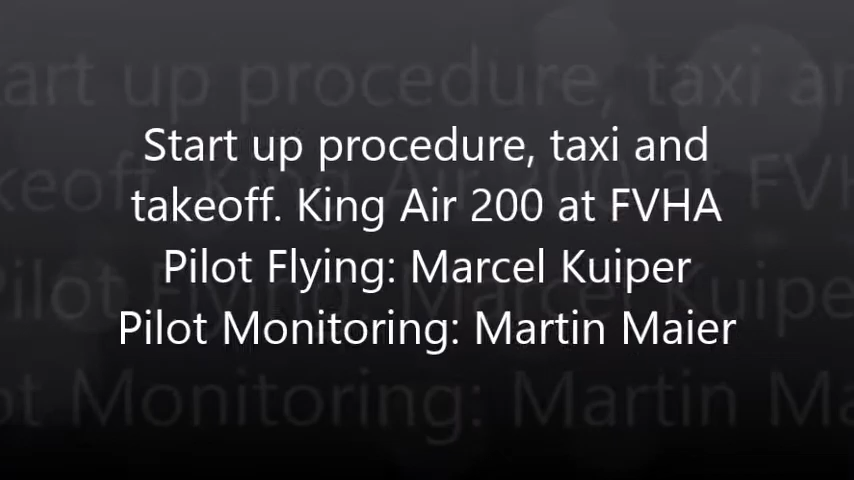 Start up procedure, taxi and
takeoff. King Air 200 at FVHA
Pilot Flying: Marcel Kuiper
Pilot Monitoring: Martin Maier